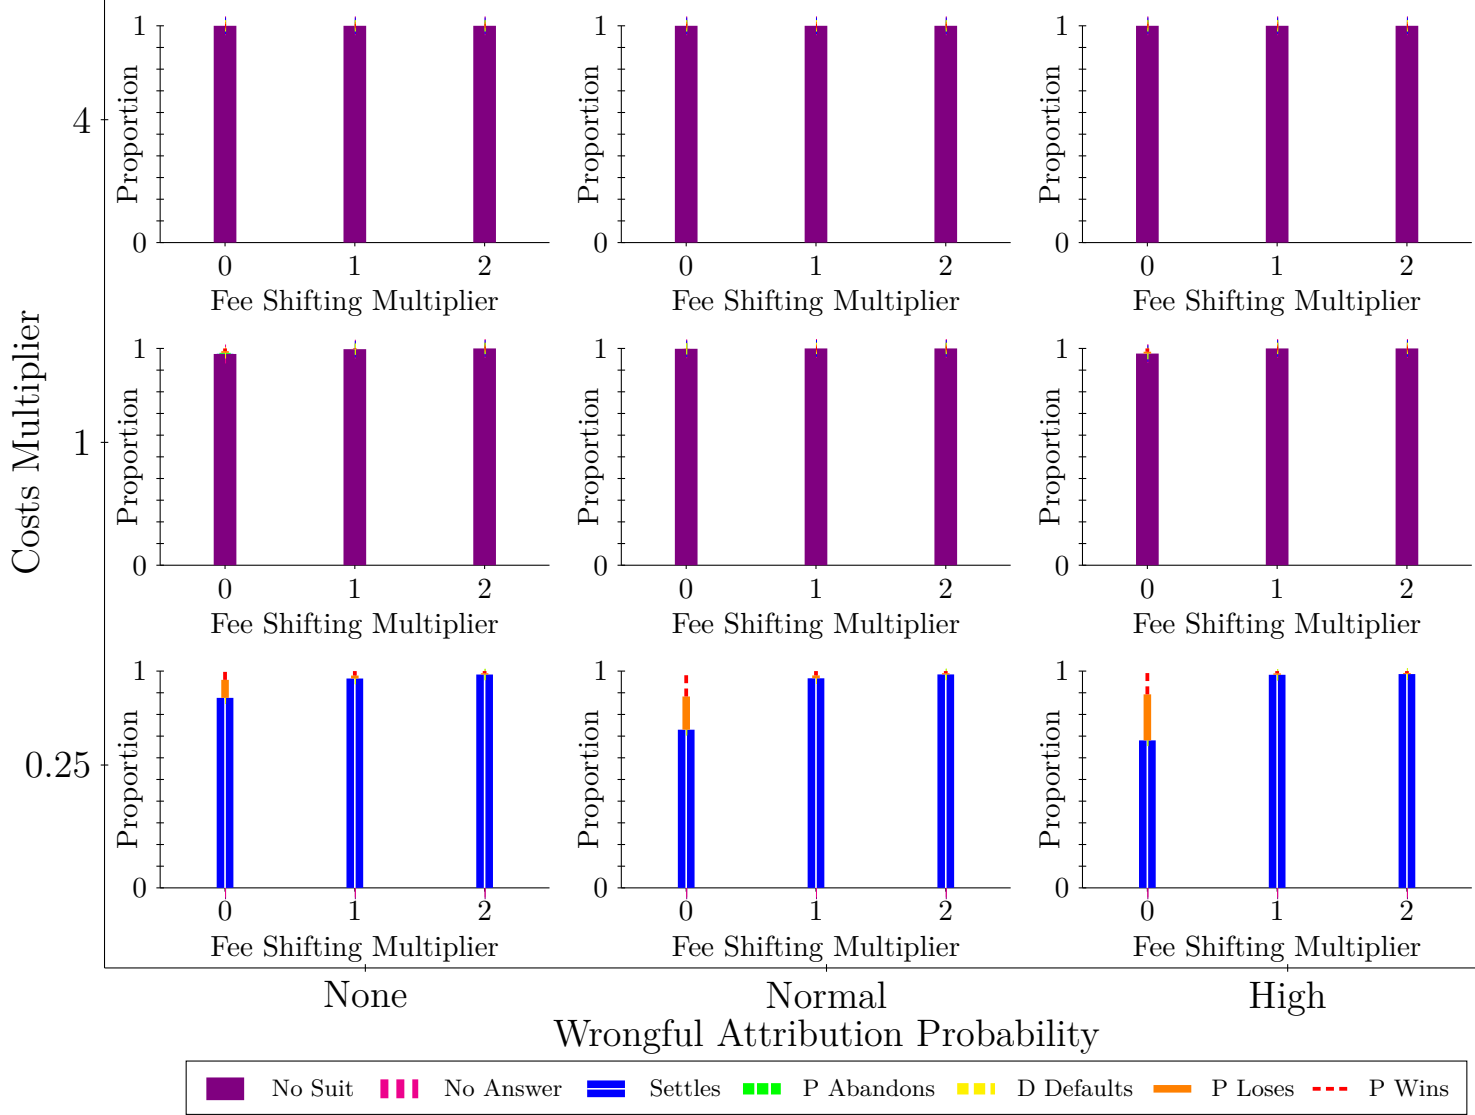 1 1 1
Proportion Proportion Proportion
4
0 0 0
0 1 2 0 1 2 0 1 2
Fee Shifting Multiplier Fee Shifting Multiplier Fee Shifting Multiplier
Costs Multiplier
1 1 1
Proportion Proportion Proportion
1
0 0 0
0 1 2 0 1 2 0 1 2
Fee Shifting Multiplier Fee Shifting Multiplier Fee Shifting Multiplier
1 1 1
Proportion Proportion Proportion
0.25
0 0 0
0 1 2 0 1 2 0 1 2
Fee Shifting Multiplier Fee Shifting Multiplier Fee Shifting Multiplier
None Normal High
Wrongful Attribution Probability
No Suit No Answer Settles P Abandons D Defaults P Loses P Wins